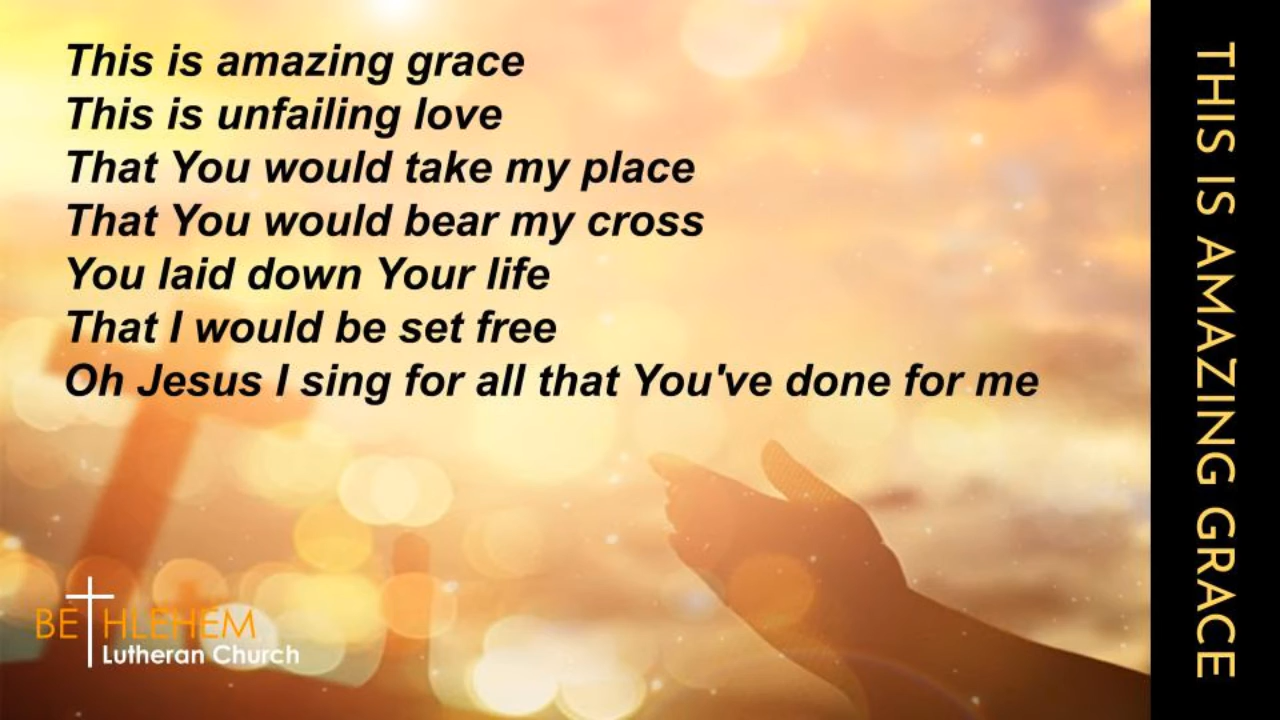 This is amazing grace
This is unfailing love
That You would take my place
That You would bear my cross
You laid down Your life
That I would be set free
Oh Jesus I sing for all that You've done for me
THIS IS AMAZING GRACE
BETHLEHEM
Lutheran Church